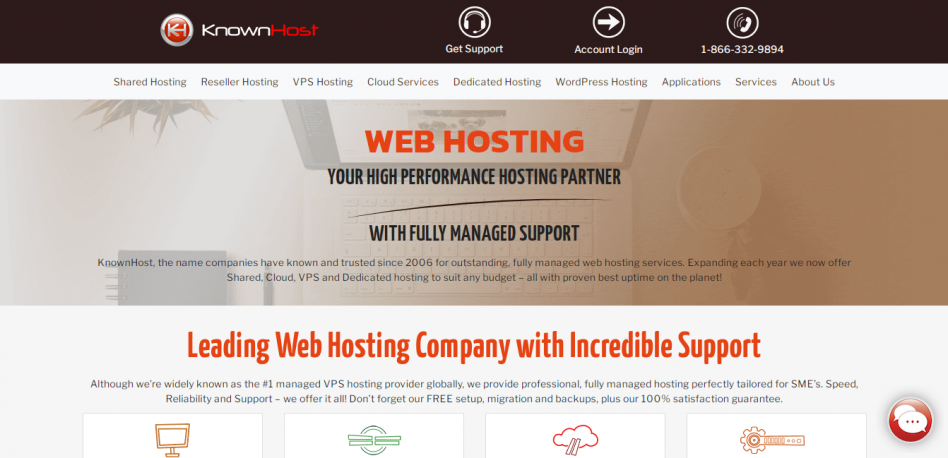 KH KnownHost
Get Support
Account Login
1-866-332-9894
Shared Hosting Reseller Hosting VPS Hosting Cloud Services Dedicated Hosting WordPress Hosting Applications Services About Us
WEB HOSTING
YOUR HIGH PERFORMANCE HOSTING PARTNER
WITH FULLY MANAGED SUPPORT
KnownHost, the name companies have known and trusted since 2006 for outstanding, fully managed web hosting services. Expanding each year we now offer
Shared, Cloud, VPS and Dedicated hosting to suit any budget – all with proven best uptime on the planet!
Leading Web Hosting Company with Incredible Support
Although we're widely known as the #1 managed VPS hosting provider globally, we provide professional, fully managed hosting perfectly tailored for SME's. Speed,
Reliability and Support – we offer it all! Don't forget our FREE setup, migration and backups, plus our 100% satisfaction guarantee.